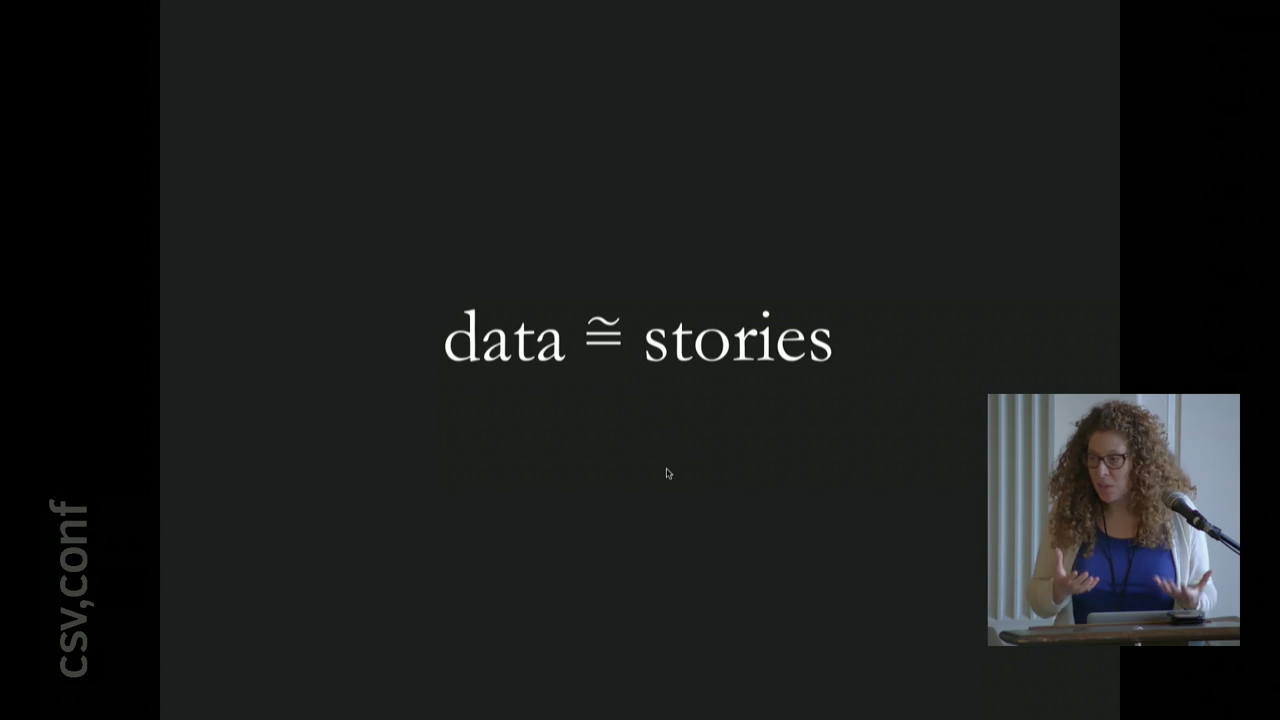 data ≅ stories
csv,conf